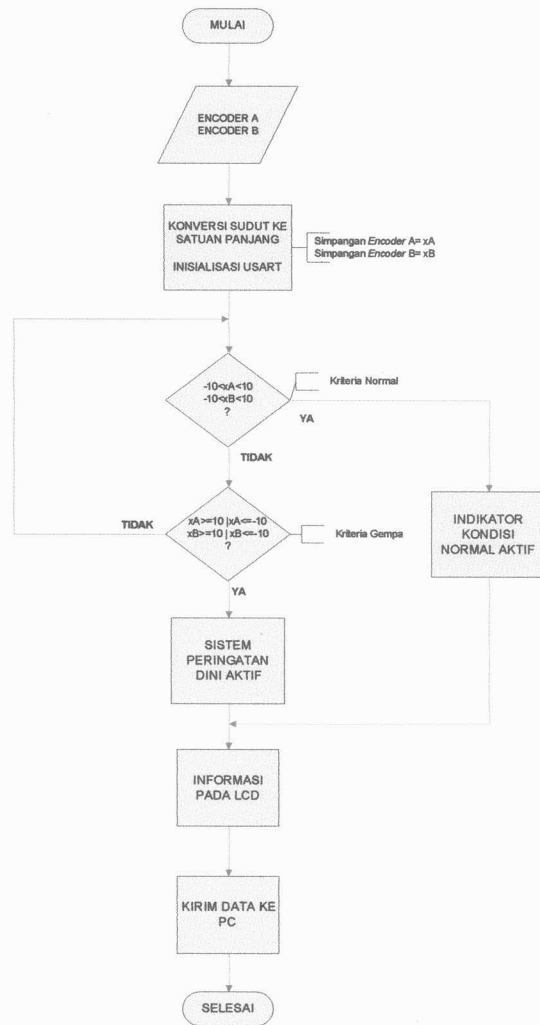 MULAI
ENCODER A
ENCODER B
KONVERSI SUDUT KE
SATUAN PANJANG
INISIALISASI USART
Simpangan Encoder A= xA
Simpangan Encoder B= xB
-10<xA<10
-10<xB<10
?
Kriteria Normal
YA
TIDAK
xA>=10 |xA<=-10
xB>=10 | xB<=-10
?
TIDAK
Kriteria Gempa
INDIKATOR
KONDISI
NORMAL AKTIF
YA
SISTEM
PERINGATAN
DINI AKTIF
INFORMASI
PADA LCD
KIRIM DATA KE
PC
SELESAI